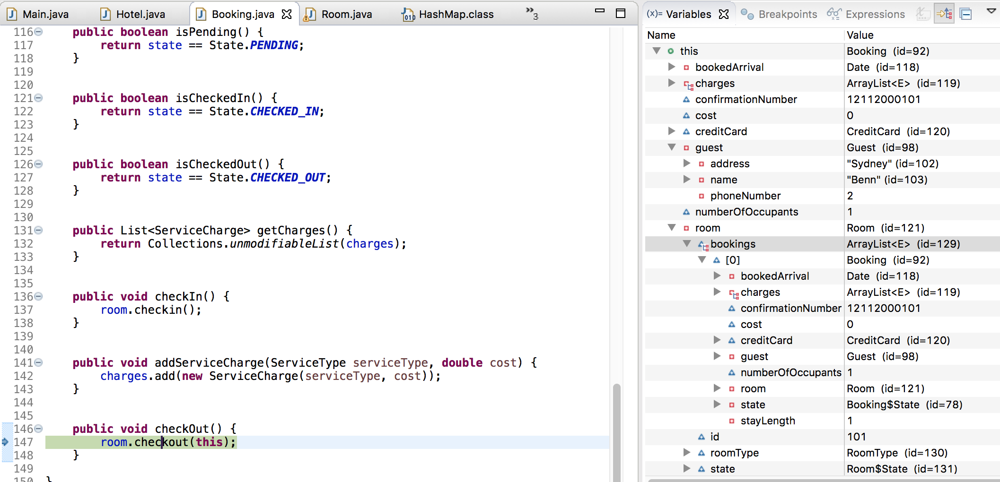 Main.java Hotel.java Booking.java Room.java HashMap.class » 3
116 public boolean isPending() {
117 return state == State.PENDING;
118 }
119
120
121 public boolean isCheckedIn() {
122 return state == State.CHECKED_IN;
123 }
124
125
126 public boolean isCheckedOut() {
127 return state == State.CHECKED_OUT;
128 }
129
130
131 public List<ServiceCharge> getCharges() {
132 return Collections.unmodifiableList(charges);
133 }
134
135
136 public void checkIn() {
137 room.checkin();
138 }
139
140
141 public void addServiceCharge(ServiceType serviceType, double cost) {
142 charges.add(new ServiceCharge(serviceType, cost));
143 }
144
145
146 public void checkOut() {
147 room.checkout(this);
148 }
149
150 }
(x)= Variables Breakpoints Expressions
Name Value
this Booking (id=92)
bookedArrival Date (id=118)
charges ArrayList<E> (id=119)
confirmationNumber 12112000101
cost 0
creditCard CreditCard (id=120)
guest Guest (id=98)
address "Sydney" (id=102)
name "Benn" (id=103)
phoneNumber 2
numberOfOccupants 1
room Room (id=121)
bookings ArrayList<E> (id=129)
[0] Booking (id=92)
bookedArrival Date (id=118)
charges ArrayList<E> (id=119)
confirmationNumber 12112000101
cost 0
creditCard CreditCard (id=120)
guest Guest (id=98)
numberOfOccupants 1
room Room (id=121)
state Booking$State (id=78)
stayLength 1
id 101
roomType RoomType (id=130)
state Room$State (id=131)